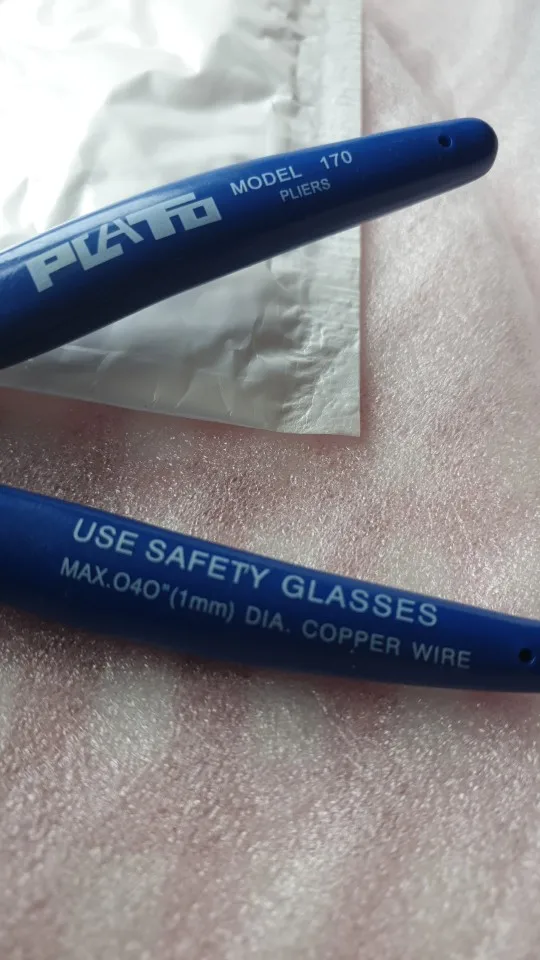 PLATO
MODEL 170
PLIERS
USE SAFETY GLASSES
MAX.040"(1mm) DIA. COPPER WIRE